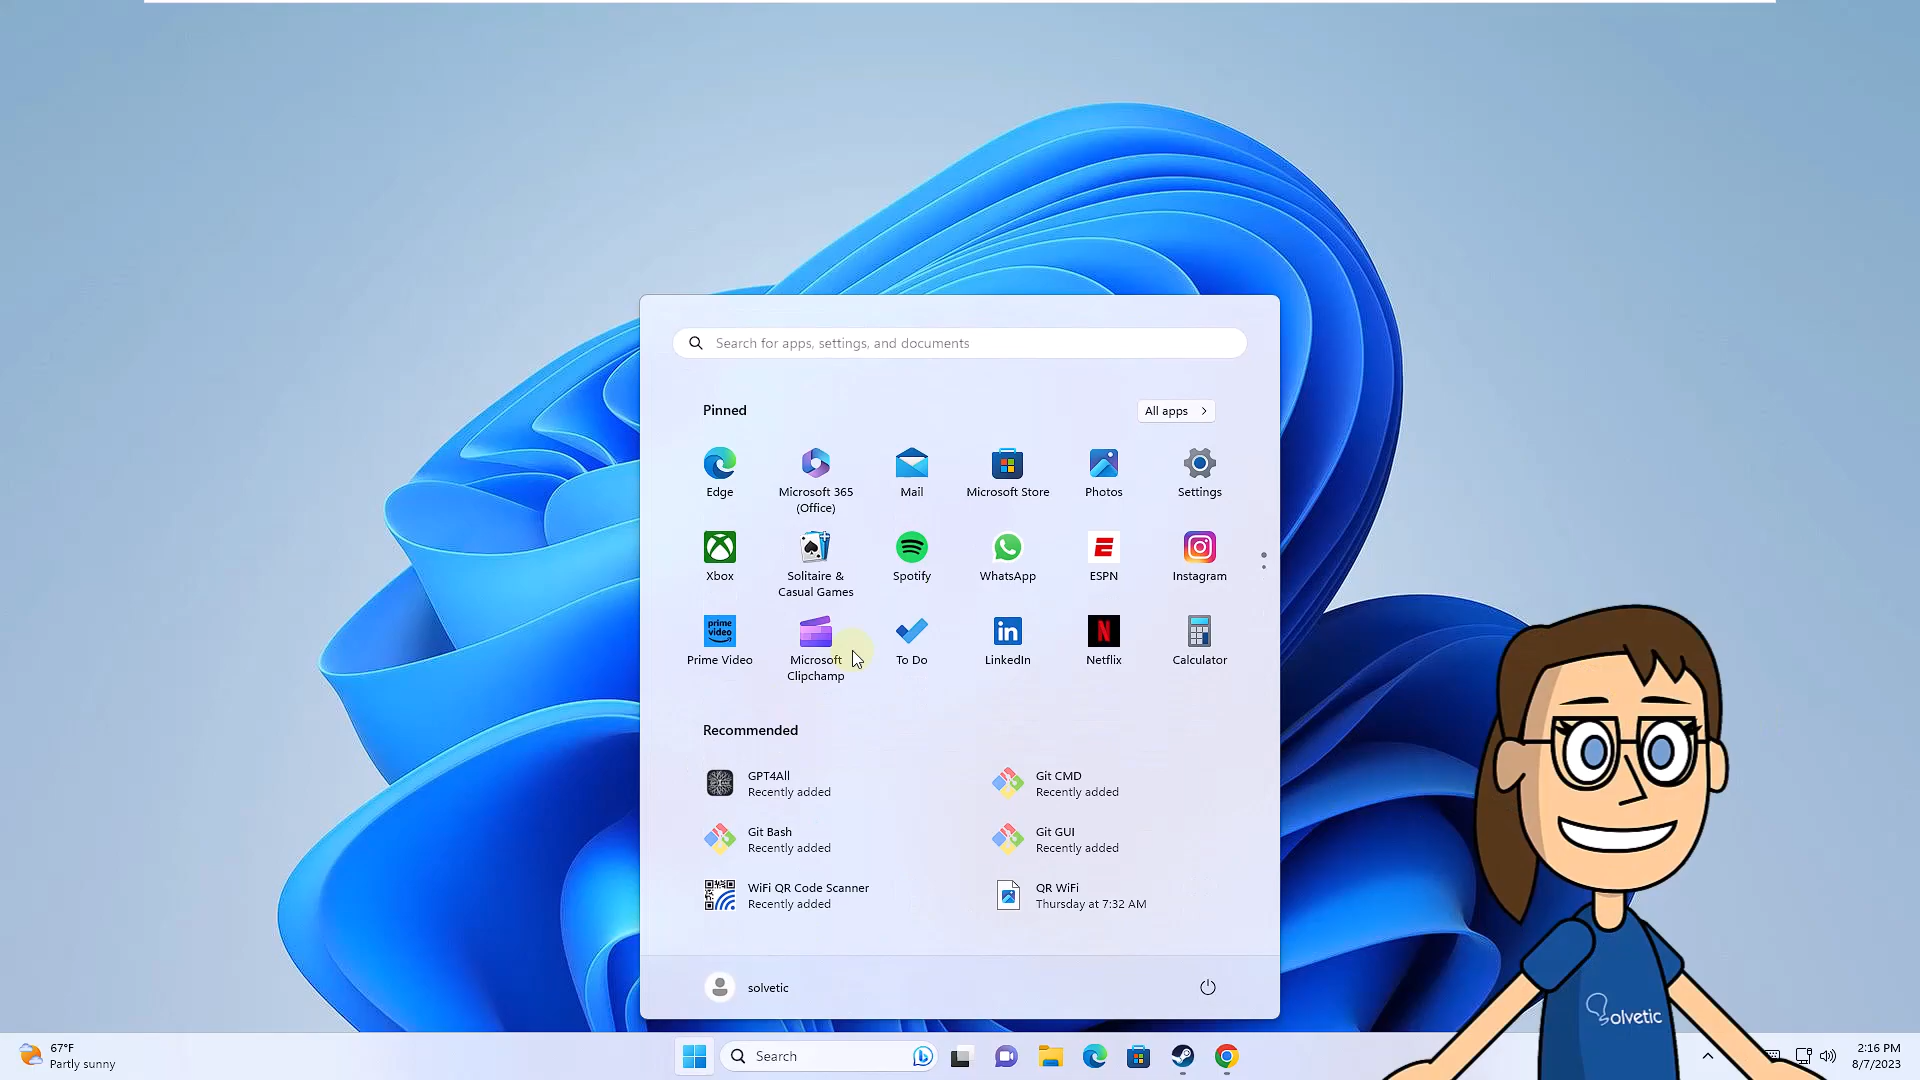 Search for apps, settings, and documents
Pinned
All apps
Edge
Microsoft 365
(Office)
Mail
Microsoft Store
Photos
Settings
Xbox
Solitaire &
Casual Games
Spotify
WhatsApp
ESPN
Instagram
prime
video
Prime Video
Microsoft
Clipchamp
To Do
in
LinkedIn
N
Netflix
Calculator
Recommended
GPT4All
Recently added
Git CMD
Recently added
Git Bash
Recently added
Git GUI
Recently added
WiFi QR Code Scanner
Recently added
QR WiFi
Thursday at 7:32 AM
solvetic
Solvetic
67°F
Partly sunny
Search
2:16 PM
8/7/2023